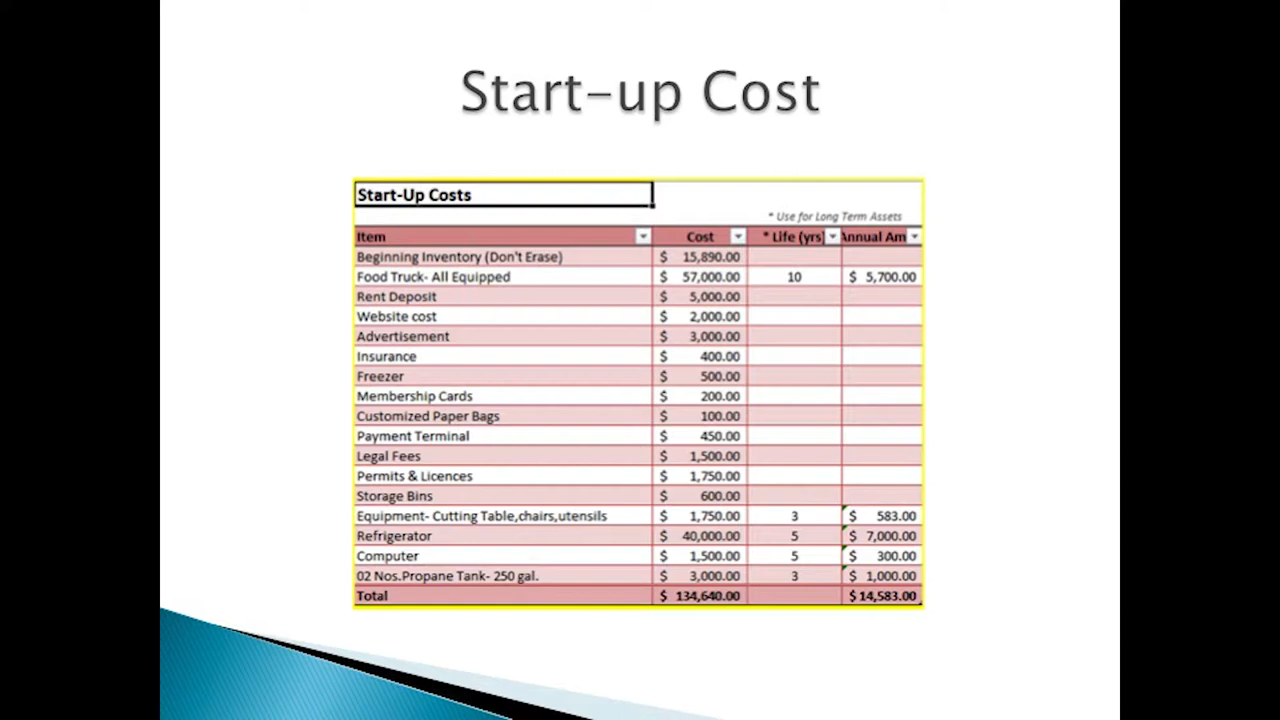 Start-up Cost
Start-Up Costs
* Use for Long Term Assets
Item Cost * Life (yrs) Annual Am
Beginning Inventory (Don't Erase) $ 15,890.00
Food Truck- All Equipped $ 57,000.00 10 $ 5,700.00
Rent Deposit $ 5,000.00
Website cost $ 2,000.00
Advertisement $ 3,000.00
Insurance $ 400.00
Freezer $ 500.00
Membership Cards $ 200.00
Customized Paper Bags $ 100.00
Payment Terminal $ 450.00
Legal Fees $ 1,500.00
Permits & Licences $ 1,750.00
Storage Bins $ 600.00
Equipment- Cutting Table,chairs,utensils $ 1,750.00 3 $ 583.00
Refrigerator $ 40,000.00 5 $ 7,000.00
Computer $ 1,500.00 5 $ 300.00
02 Nos.Propane Tank- 250 gal. $ 3,000.00 3 $ 1,000.00
Total $ 134,640.00 $ 14,583.00